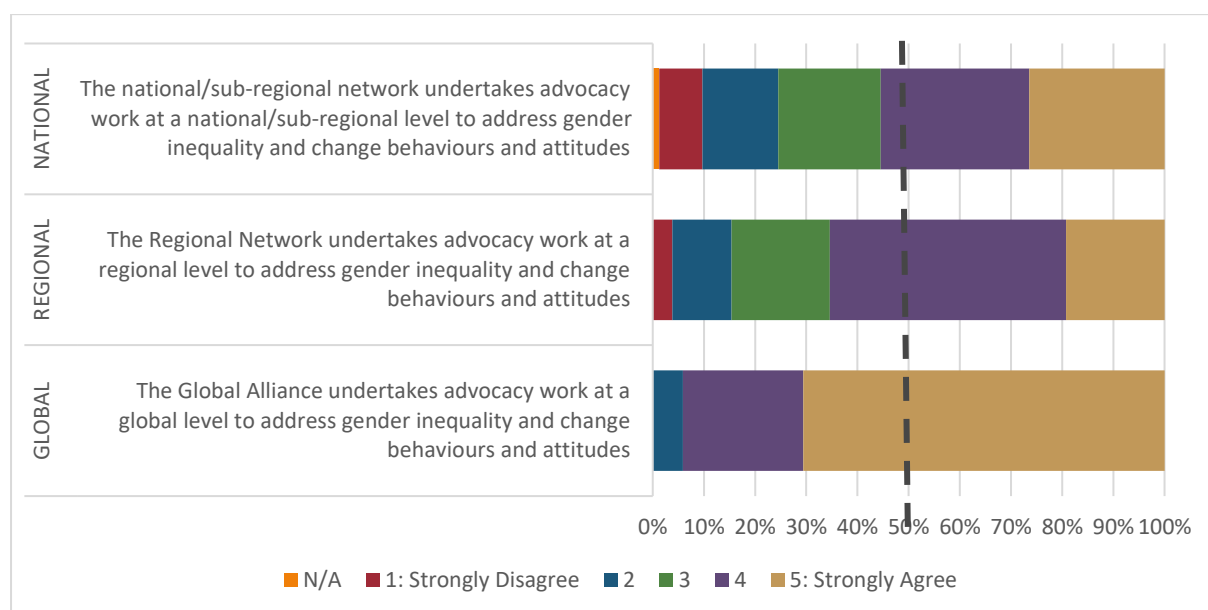 NATIONAL
The national/sub-regional network undertakes advocacy
work at a national/sub-regional level to address gender
inequality and change behaviours and attitudes
REGIONAL
The Regional Network undertakes advocacy work at a
regional level to address gender inequality and change
behaviours and attitudes
GLOBAL
The Global Alliance undertakes advocacy work at a
global level to address gender inequality and change
behaviours and attitudes
0% 10% 20% 30% 40% 50% 60% 70% 80% 90% 100%
N/A 1: Strongly Disagree 2 3 4 5: Strongly Agree